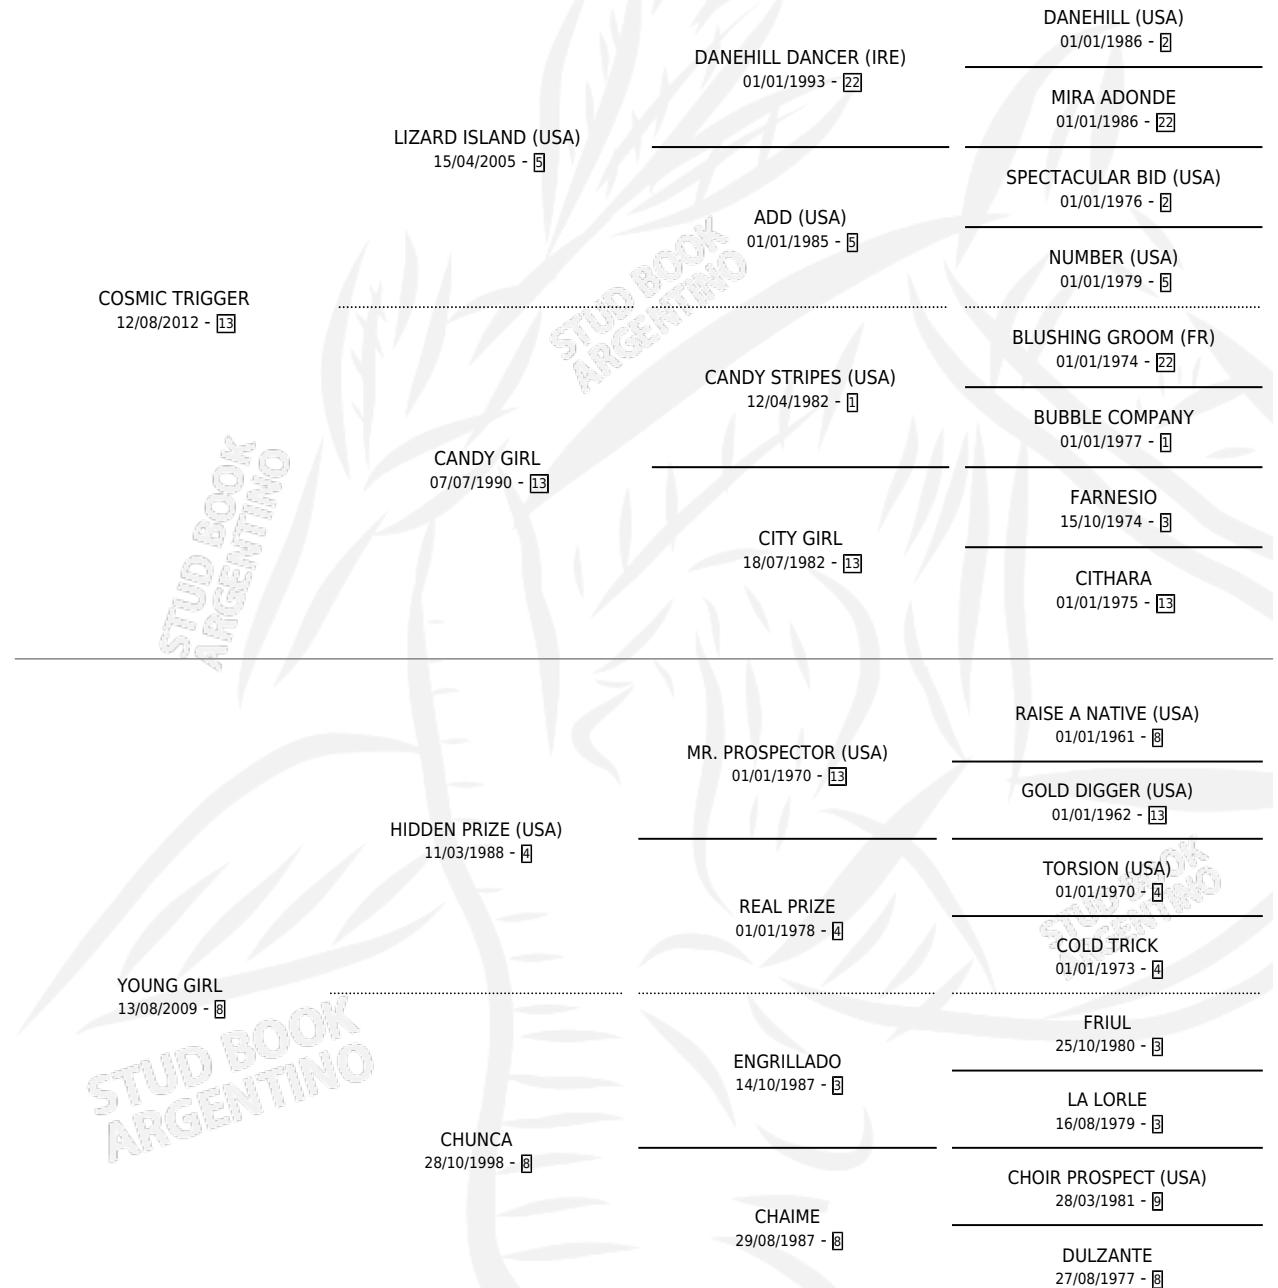 DANEHILL (USA)
01/01/1986 - 2
DANEHILL DANCER (IRE)
01/01/1993 - 22
MIRA ADONDE
01/01/1986 - 22
LIZARD ISLAND (USA)
15/04/2005 - 5
SPECTACULAR BID (USA)
01/01/1976 - 2
ADD (USA)
01/01/1985 - 5
NUMBER (USA)
01/01/1979 - 5
COSMIC TRIGGER
12/08/2012 - 13
BLUSHING GROOM (FR)
01/01/1974 - 22
CANDY STRIPES (USA)
12/04/1982 - 1
BUBBLE COMPANY
01/01/1977 - 1
CANDY GIRL
07/07/1990 - 13
FARNESIO
15/10/1974 - 3
CITY GIRL
18/07/1982 - 13
CITHARA
01/01/1975 - 13
RAISE A NATIVE (USA)
01/01/1961 - 8
MR. PROSPECTOR (USA)
01/01/1970 - 13
GOLD DIGGER (USA)
01/01/1962 - 13
HIDDEN PRIZE (USA)
11/03/1988 - 4
TORSION (USA)
01/01/1970 - 4
REAL PRIZE
01/01/1978 - 4
COLD TRICK
01/01/1973 - 4
YOUNG GIRL
13/08/2009 - 8
FRIUL
25/10/1980 - 3
ENGRILLADO
14/10/1987 - 3
LA LORLE
16/08/1979 - 3
CHUNCA
28/10/1998 - 8
CHOIR PROSPECT (USA)
28/03/1981 - 9
CHAIME
29/08/1987 - 8
DULZANTE
27/08/1977 - 8
STUD BOOK
ARGENTINO
STUD BOOK
ARGENTINO
STUD BOOK
ARGENTINO
STUD BOOK
ARGENTINO